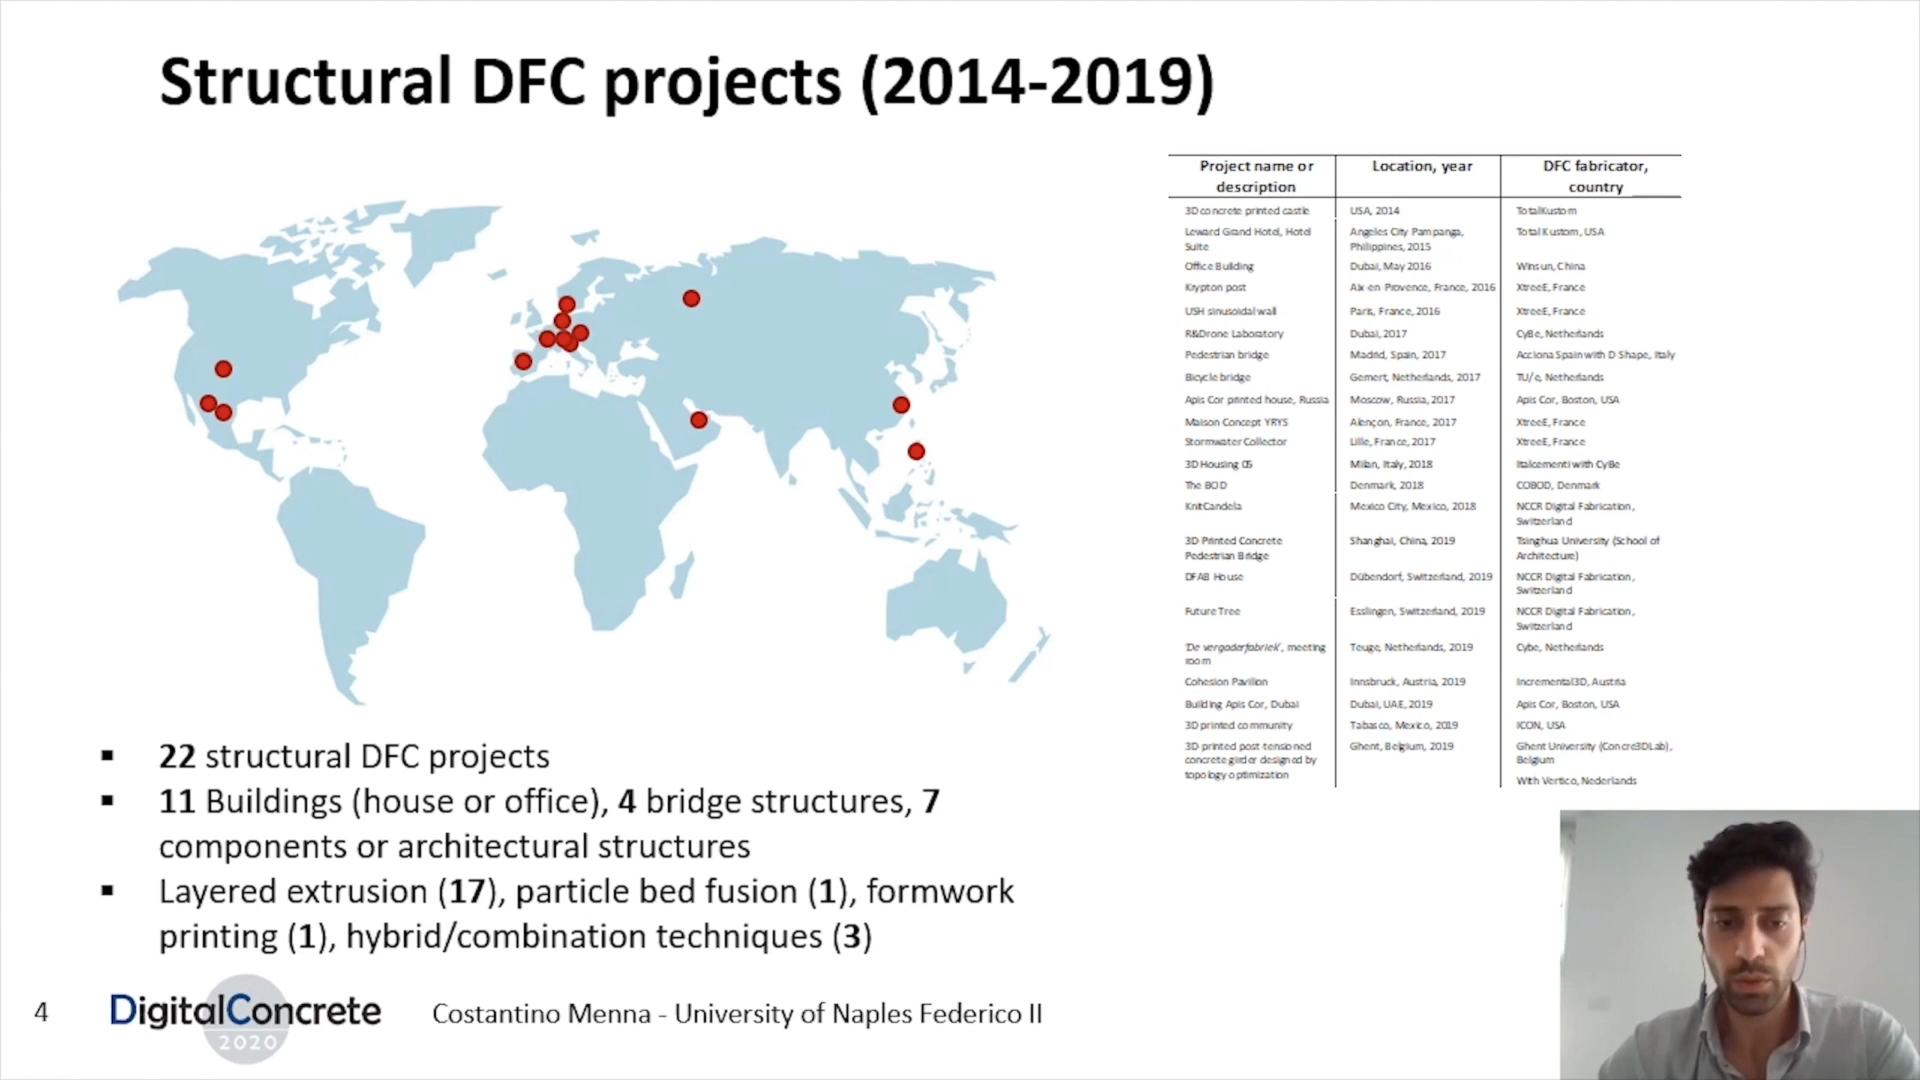 Structural DFC projects (2014-2019)
Project name or description
Location, year
DFC fabricator, country
3D concrete printed castle
USA, 2014
TotalKustom
Leward Grand Hotel, Hotel Suite
Angeles City Pampanga, Philippines, 2015
Total Kustom, USA
Office Building
Dubai, May 2016
Winsun, China
Krypton post
Aix en Provence, France, 2016
XtreeE, France
USH sinusoidal wall
Paris, France, 2016
XtreeE, France
R&Drone Laboratory
Dubai, 2017
CyBe, Netherlands
Pedestrian bridge
Madrid, Spain, 2017
Acciona Spain with D Shape, Italy
Bicycle bridge
Gemert, Netherlands, 2017
TU/e, Netherlands
Apis Cor printed house, Russia
Moscow, Russia, 2017
Apis Cor, Boston, USA
Maison Concept YRYS
Alençon, France, 2017
XtreeE, France
Stormwater Collector
Lille, France, 2017
XtreeE, France
3D Housing 05
Milan, Italy, 2018
Italcementi with CyBe
The BOD
Denmark, 2018
COBOD, Denmark
KnitCandela
Mexico City, Mexico, 2018
NCCR Digital Fabrication, Switzerland
3D Printed Concrete Pedestrian Bridge
Shanghai, China, 2019
Tsinghua University (School of Architecture)
DFAB House
Dübendorf, Switzerland, 2019
NCCR Digital Fabrication, Switzerland
Future Tree
Esslingen, Switzerland, 2019
NCCR Digital Fabrication, Switzerland
'De vergaderfabriek', meeting room
Teuge, Netherlands, 2019
Cybe, Netherlands
Cohesion Pavilion
Innsbruck, Austria, 2019
Incremental3D, Austria
Building Apis Cor, Dubai
Dubai, UAE, 2019
Apis Cor, Boston, USA
3D printed community
Tabasco, Mexico, 2019
ICON, USA
3D printed post-tensioned concrete girder designed by topology optimization
Ghent, Belgium, 2019
Ghent University (Concre3DLab), Belgium
With Vertico, Nederlands
▪ 22 structural DFC projects
▪ 11 Buildings (house or office), 4 bridge structures, 7
components or architectural structures
▪ Layered extrusion (17), particle bed fusion (1), formwork
printing (1), hybrid/combination techniques (3)
4
DigitalConcrete
2020
Costantino Menna - University of Naples Federico II